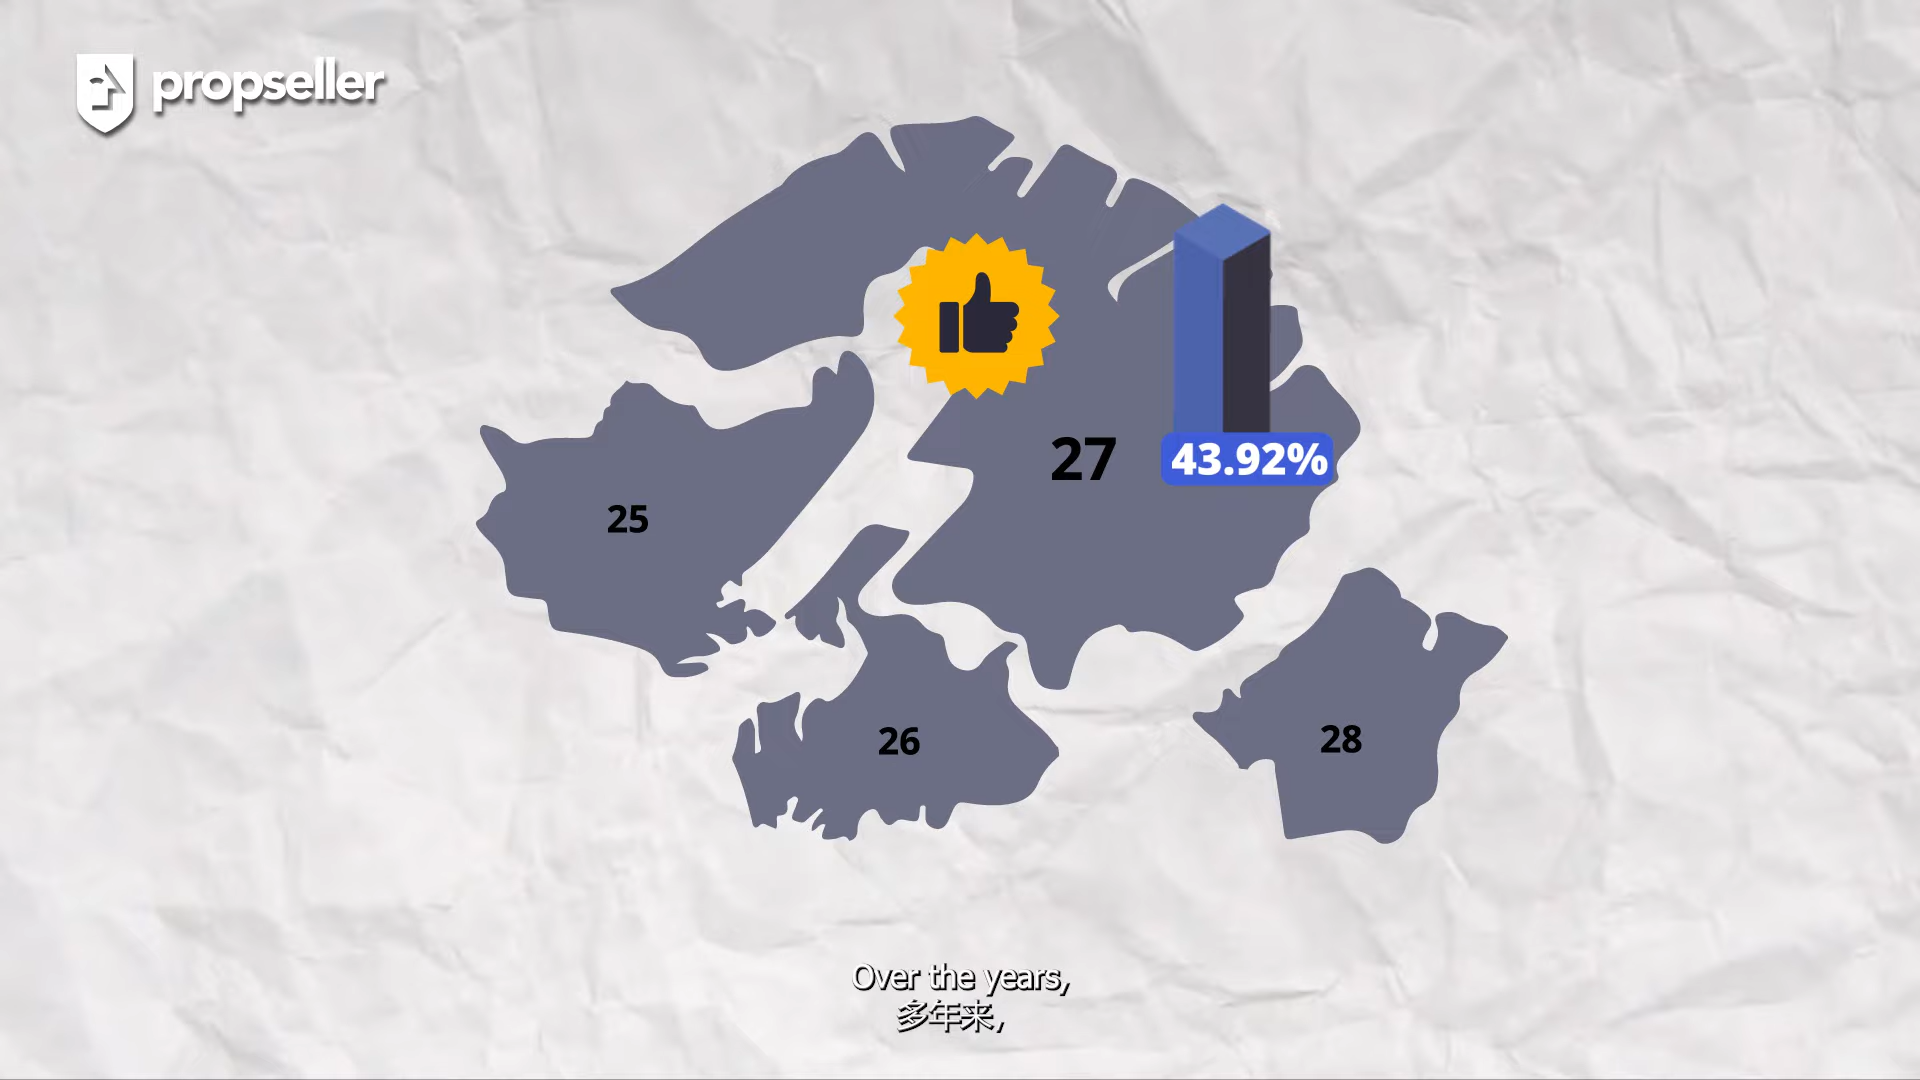 propseller
27
43.92%
25
26
28
Over the years,
多年来,